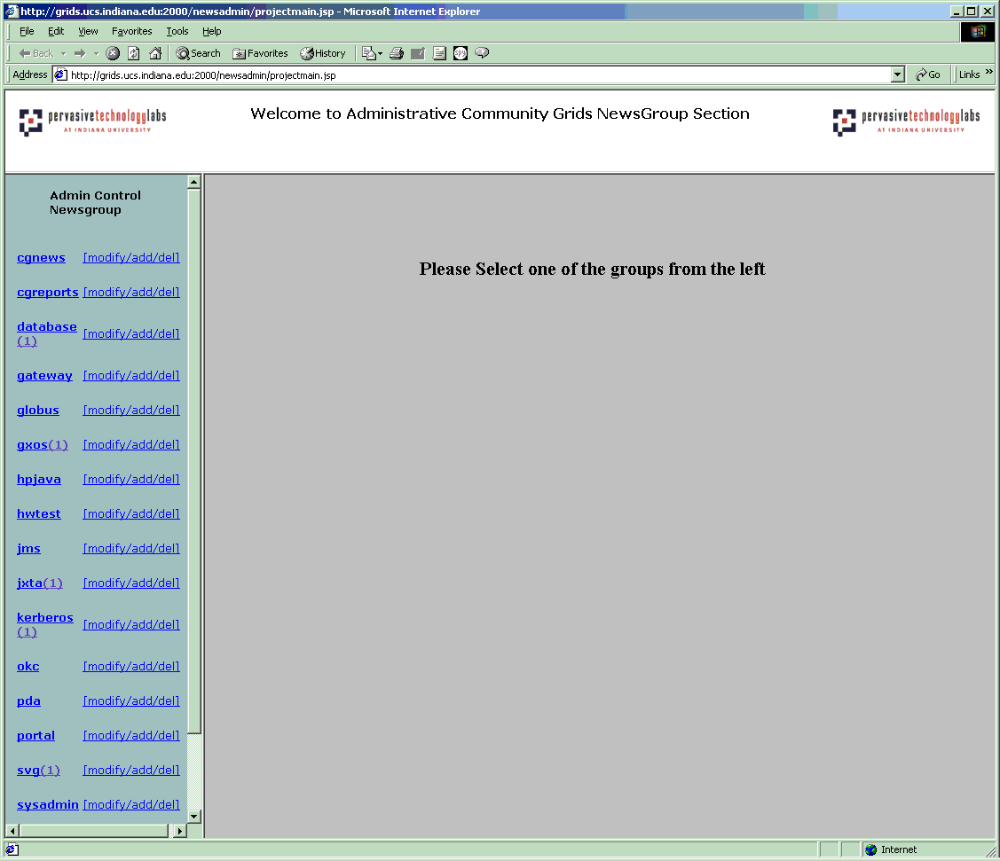 http://grids.ucs.indiana.edu:2000/newsadmin/projectmain.jsp - Microsoft Internet Explorer
File Edit View Favorites Tools Help
Back Search Favorites History
Address http://grids.ucs.indiana.edu:2000/newsadmin/projectmain.jsp Go Links »
pervasivetechnologylabs
AT INDIANA UNIVERSITY
Welcome to Administrative Community Grids NewsGroup Section
pervasivetechnologylabs
AT INDIANA UNIVERSITY
Admin Control
Newsgroup
cgnews [modify/add/del]
cgreports [modify/add/del]
database
(1) [modify/add/del]
gateway [modify/add/del]
globus [modify/add/del]
gxos(1) [modify/add/del]
hpjava [modify/add/del]
hwtest [modify/add/del]
jms [modify/add/del]
jxta(1) [modify/add/del]
kerberos
(1) [modify/add/del]
okc [modify/add/del]
pda [modify/add/del]
portal [modify/add/del]
svg(1) [modify/add/del]
sysadmin [modify/add/del]
Please Select one of the groups from the left
Internet